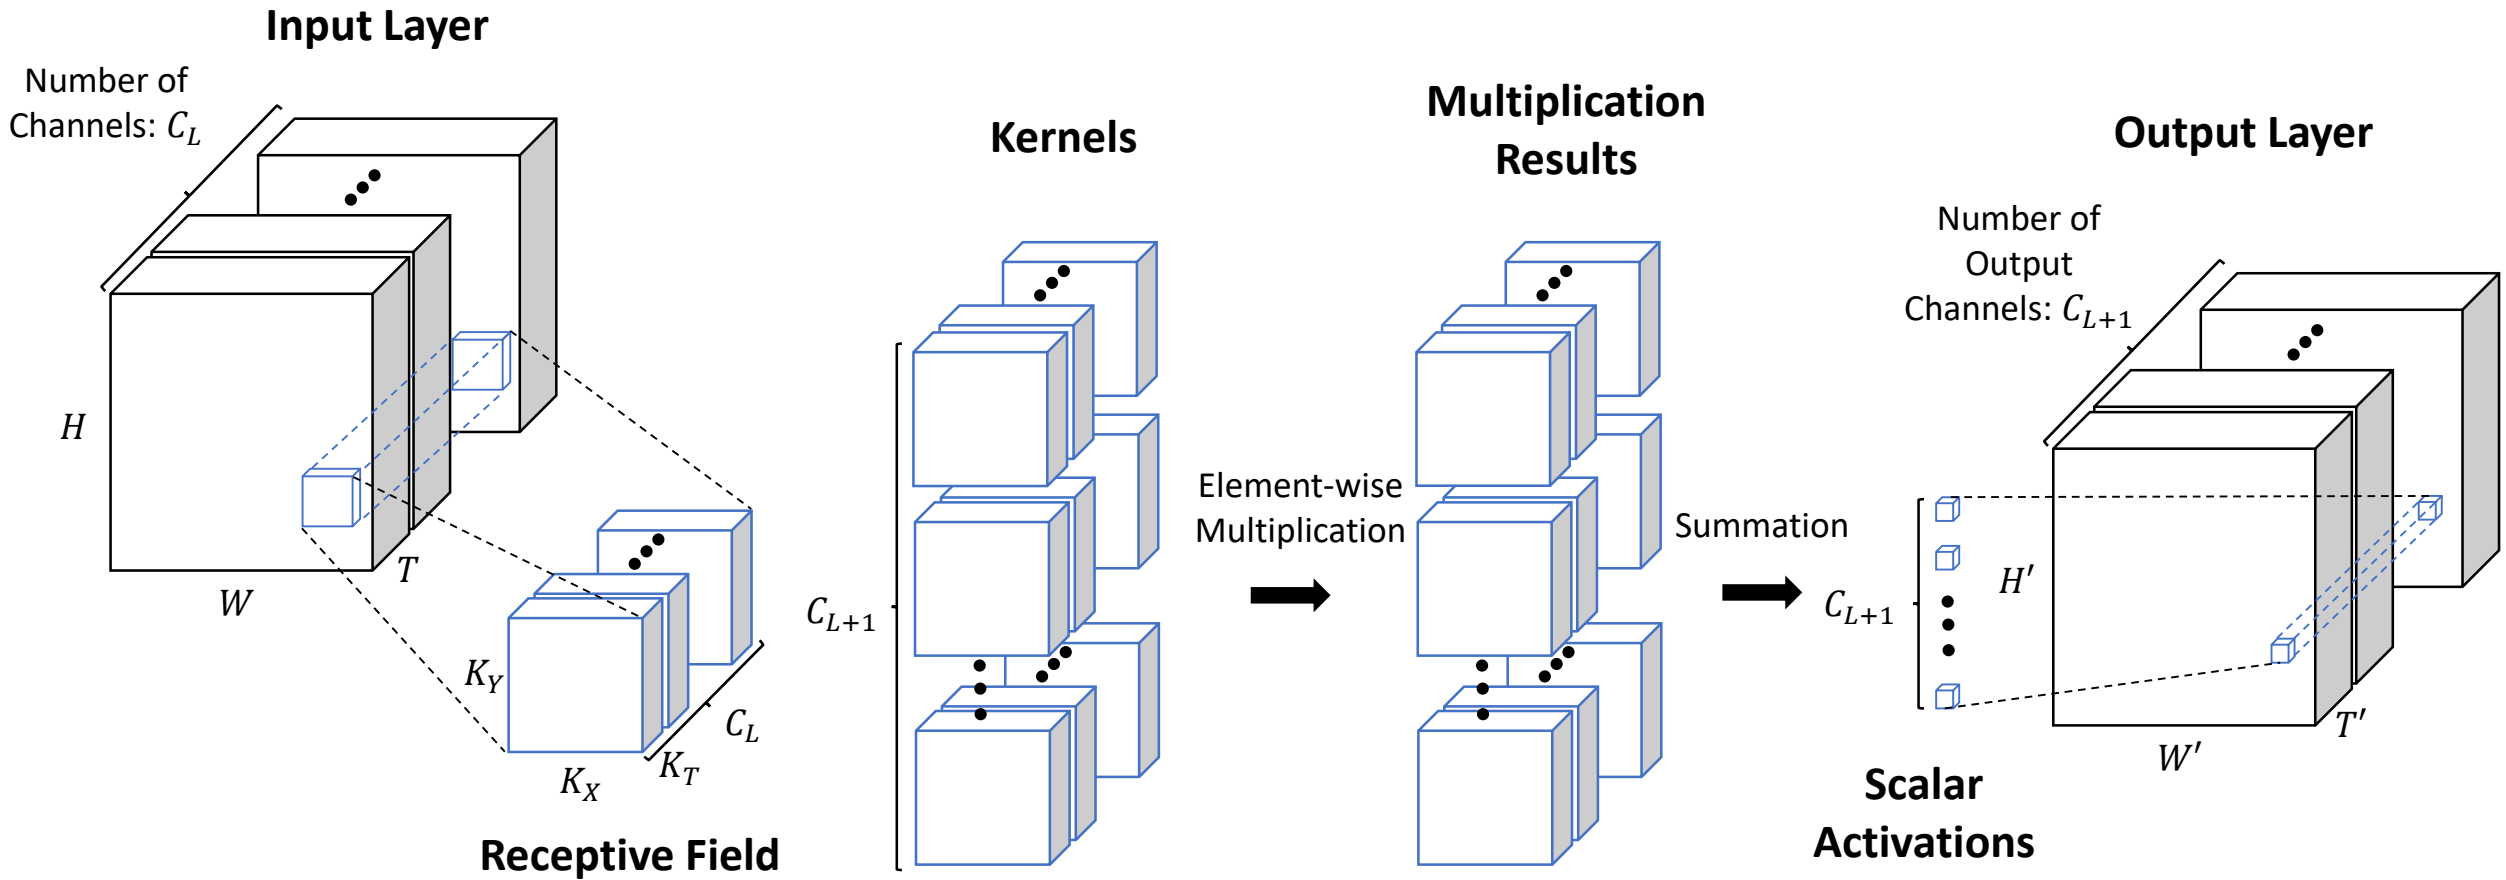 Input Layer
Number of
Channels: C_L
H
W
T
K_Y
K_X
K_T
C_L
Receptive Field
Kernels
C_{L+1}
Element-wise
Multiplication
Multiplication
Results
Summation
C_{L+1}
Scalar
Activations
Output Layer
Number of
Output
Channels: C_{L+1}
H′
W′
T′